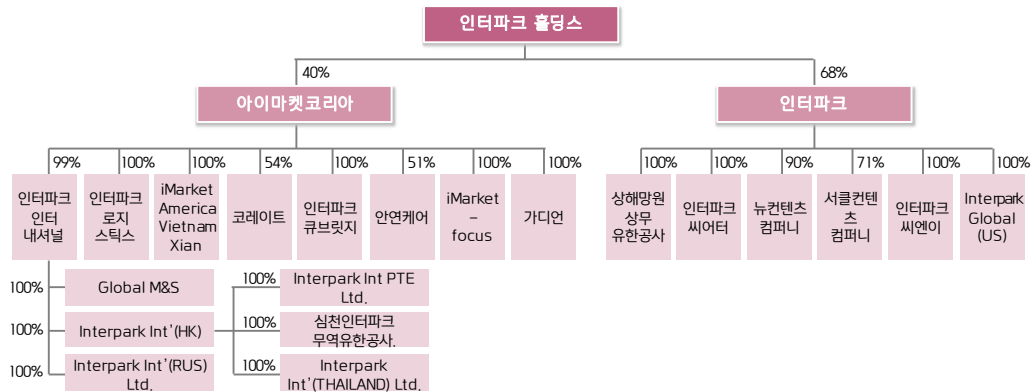 인터파크 홀딩스
40%
68%
아이마켓코리아
인터파크
99%
100%
100%
54%
100%
51%
100%
100%
100%
100%
90%
71%
100%
100%
인터파크
인터
내셔널
인터파크
로지
스틱스
iMarket
America
Vietnam
Xian
코레이트
인터파크
큐브릿지
안연케어
iMarket
–
focus
가디언
상해망원
상무
유한공사
인터파크
씨어터
뉴컨텐츠
컴퍼니
서클컨텐
츠
컴퍼니
인터파크
씨엔이
Interpark
Global
(US)
100%
Global M&S
100%
Interpark Int PTE
Ltd.
100%
Interpark Int'(HK)
100%
심천인터파크
무역유한공사.
100%
Interpark Int'(RUS)
Ltd.
100%
Interpark
Int'(THAILAND) Ltd.